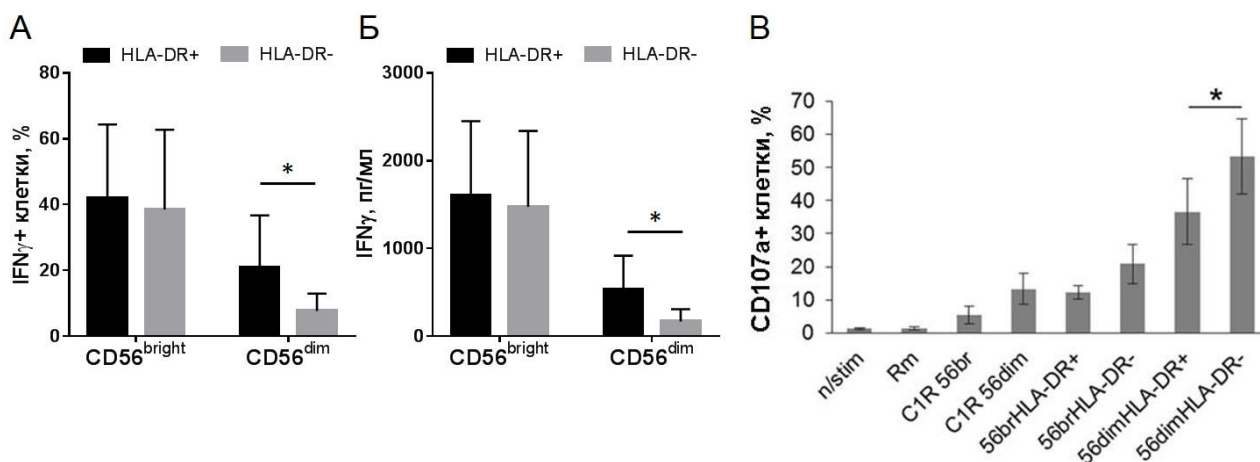 А
HLA-DR+ HLA-DR-
IFNγ+ клетки, %
80
60
40
20
0
*
CD56bright CD56dim
Б
HLA-DR+ HLA-DR-
IFNγ, пг/мл
3000
2000
1000
0
*
CD56bright CD56dim
В
CD107a+ клетки, %
70
60
50
40
30
20
10
0
*
n/stim
Rm
C1R 56br
C1R 56dim
56brHLA-DR+
56brHLA-DR-
56dimHLA-DR+
56dimHLA-DR-